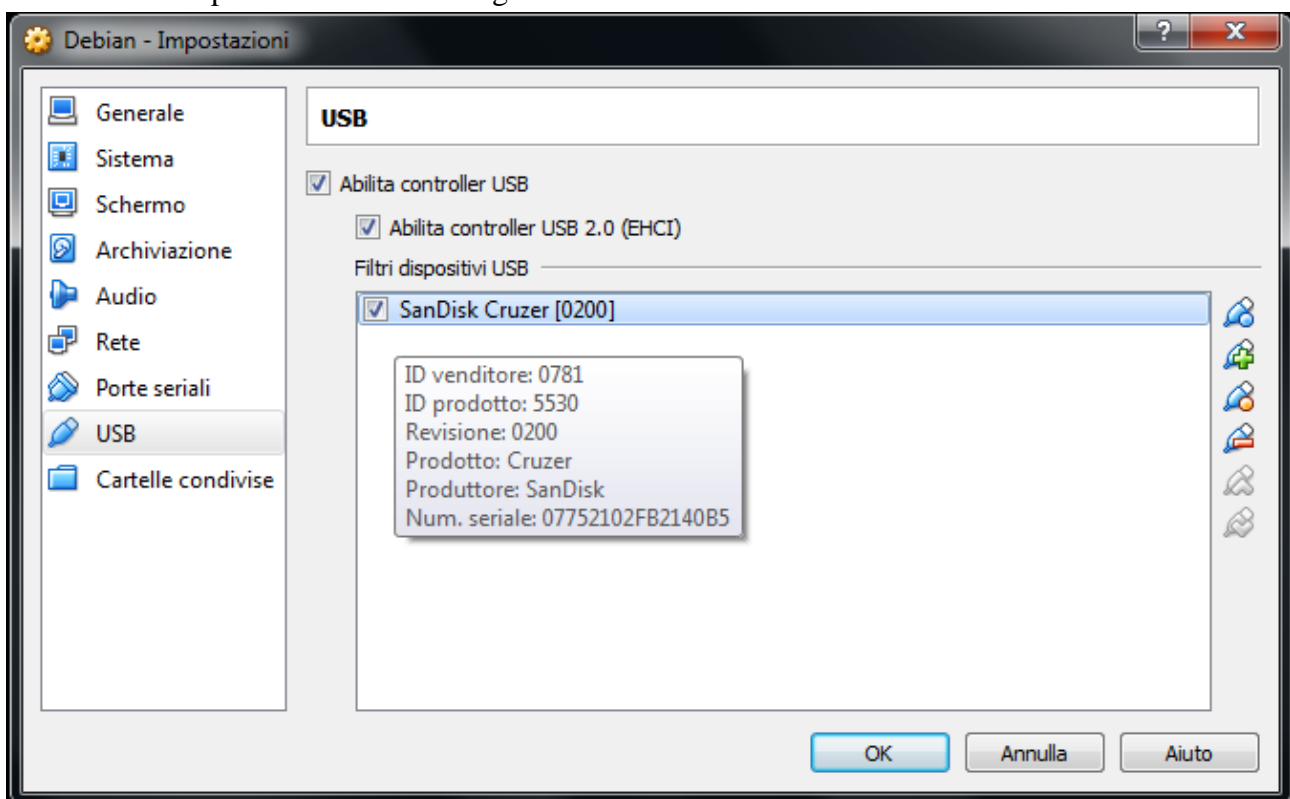 Debian - Impostazioni
?
x
Generale
Sistema
Schermo
Archiviazione
Audio
Rete
Porte seriali
USB
Cartelle condivise
USB
Abilita controller USB
Abilita controller USB 2.0 (EHCI)
Filtri dispositivi USB
SanDisk Cruzer [0200]
ID venditore: 0781
ID prodotto: 5530
Revisione: 0200
Prodotto: Cruzer
Produttore: SanDisk
Num. seriale: 07752102FB2140B5
OK
Annulla
Aiuto